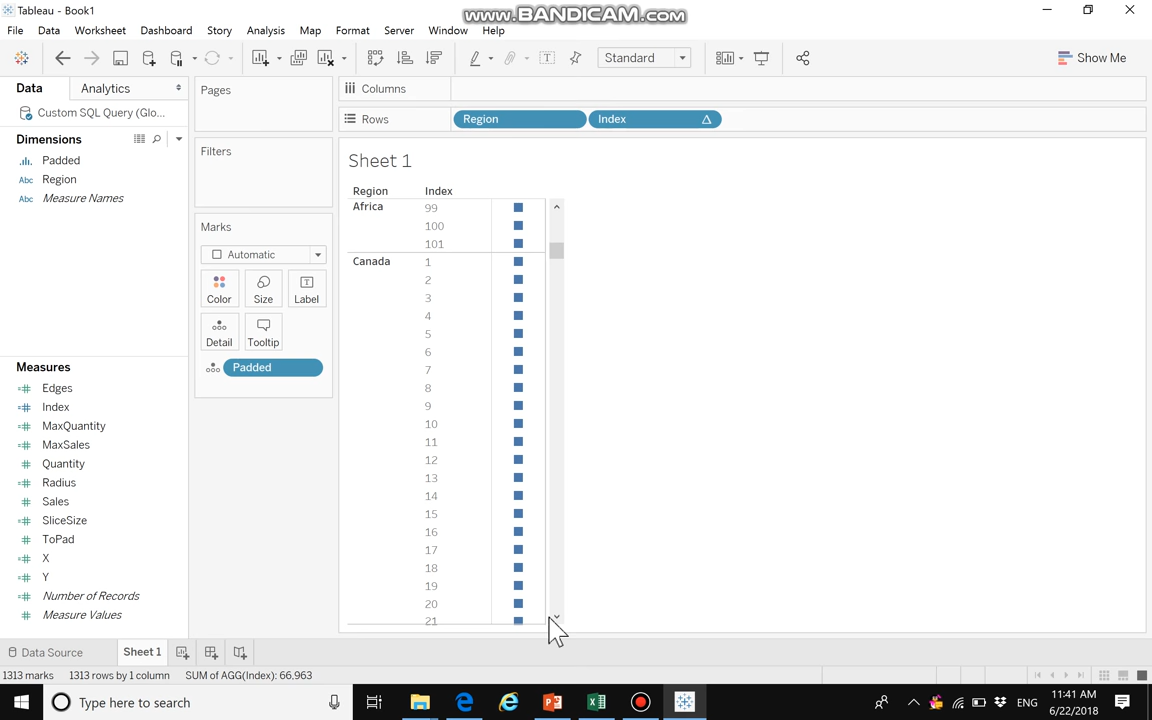 Tableau - Book1
www.BANDICAM.com
File Data Worksheet Dashboard Story Analysis Map Format Server Window Help
Standard
Show Me
Data
Analytics
Custom SQL Query (Glo...
Dimensions
Abc
Padded
Abc
Region
Measure Names
Measures
Edges
Index
MaxQuantity
MaxSales
Quantity
Radius
Sales
SliceSize
ToPad
X
Y
Number of Records
Measure Values
Pages
Filters
Marks
Automatic
Color
Size
Label
Detail
Tooltip
Padded
Columns
Rows
Region
Index
Sheet 1
Region Index
Africa 99
100
101
Canada 1
2
3
4
5
6
7
8
9
10
11
12
13
14
15
16
17
18
19
20
21
Data Source
Sheet 1
1313 marks 1313 rows by 1 column SUM of AGG(Index): 66,963
Type here to search
ENG
11:41 AM
6/22/2018